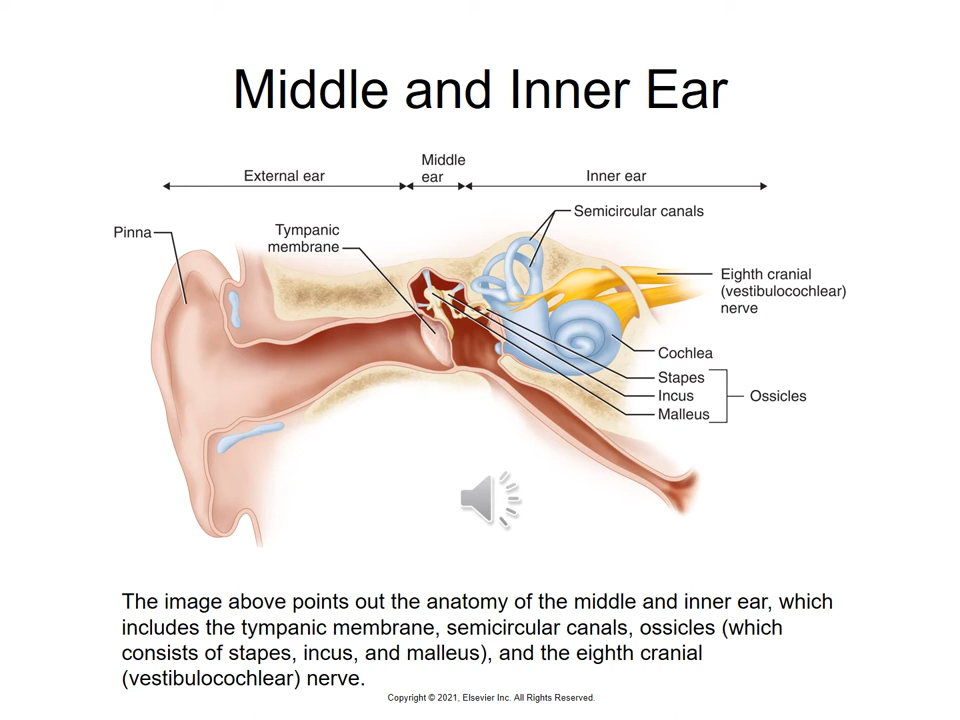 Middle and Inner Ear
External ear
Middle
ear
Inner ear
Pinna
Tympanic
membrane
Semicircular canals
Eighth cranial
(vestibulocochlear)
nerve
Cochlea
Stapes
Incus
Malleus
Ossicles
The image above points out the anatomy of the middle and inner ear, which
includes the tympanic membrane, semicircular canals, ossicles (which
consists of stapes, incus, and malleus), and the eighth cranial
(vestibulocochlear) nerve.
Copyright © 2021, Elsevier Inc. All Rights Reserved.